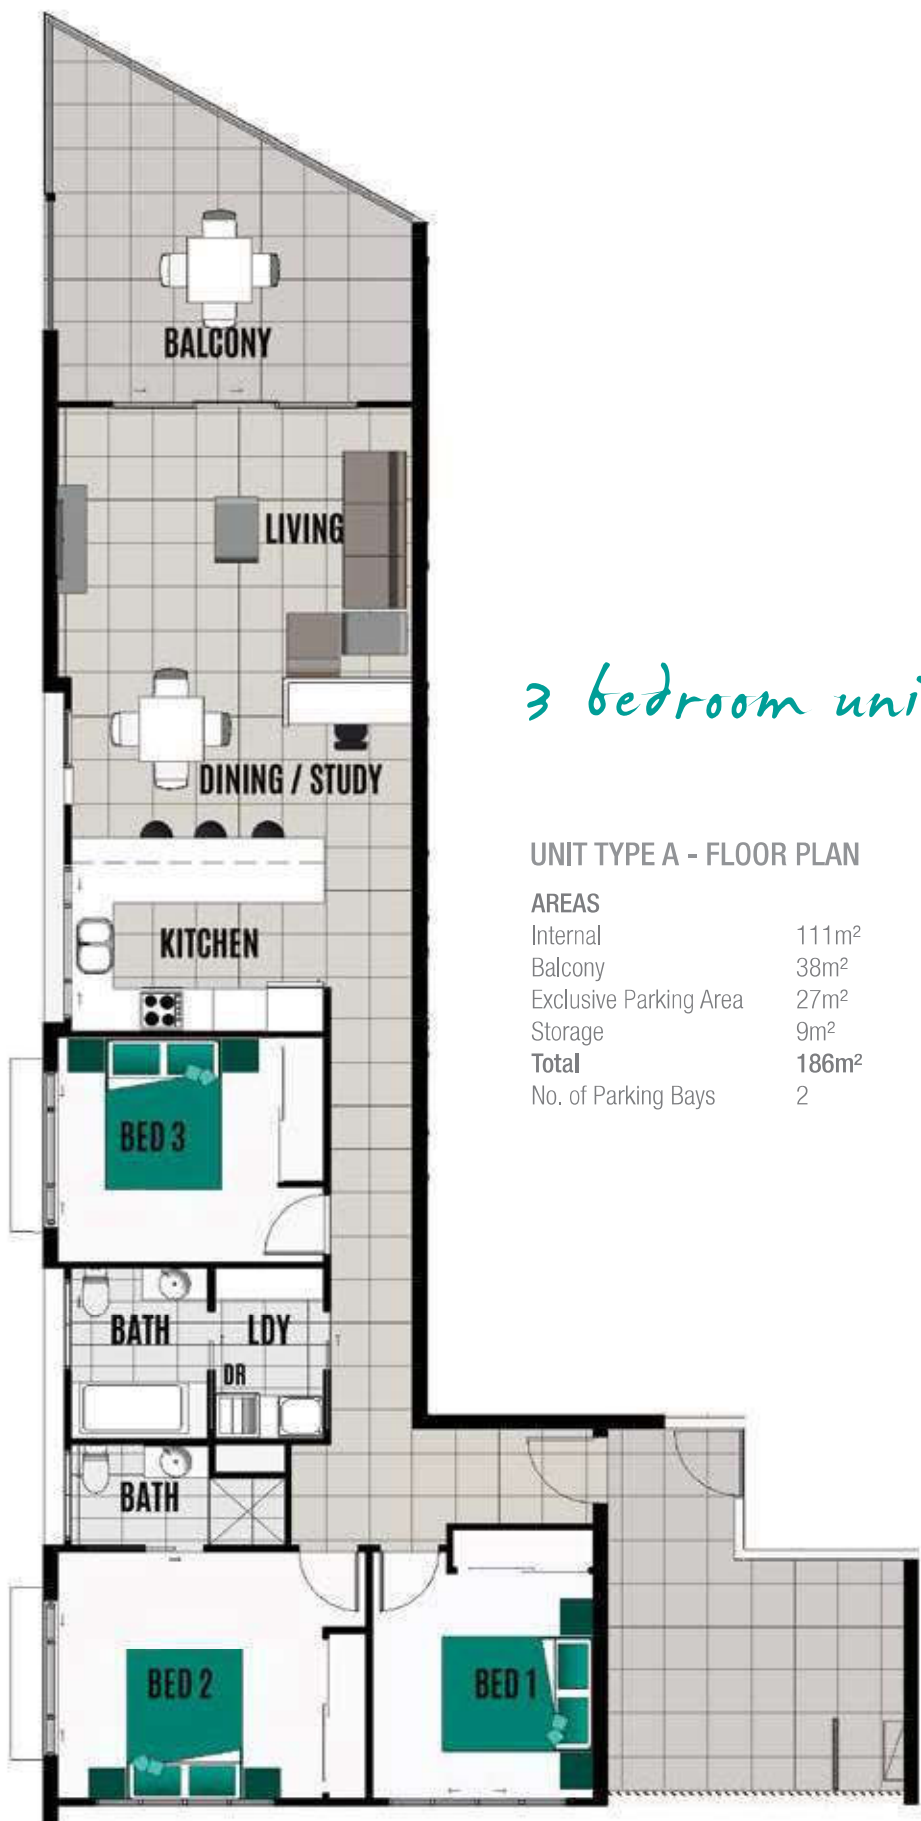 BALCONY
LIVING
3 bedroom uni
DINING / STUDY
UNIT TYPE A - FLOOR PLAN
AREAS
Internal 111m²
Balcony 38m²
Exclusive Parking Area 27m²
Storage 9m²
Total 186m²
No. of Parking Bays 2
KITCHEN
BED 3
BATH LDY
DR
BATH
BED 2 BED 1